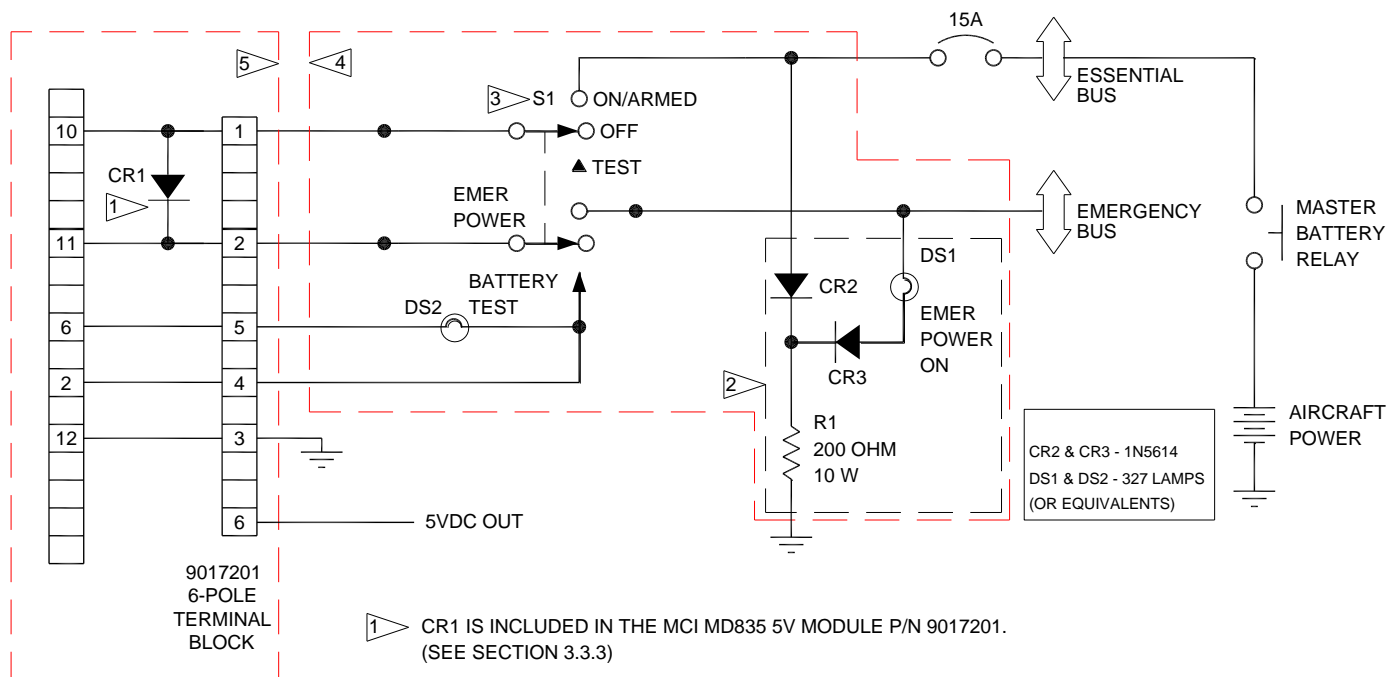 15A
5
4
ESSENTIAL
BUS
3
S1
ON/ARMED
10
1
OFF
CR1
TEST
1
EMER
POWER
EMERGENCY
BUS
MASTER
BATTERY
RELAY
11
2
DS1
BATTERY
TEST
CR2
DS2
EMER
POWER
ON
6
5
CR3
2
4
2
R1
200 OHM
10 W
AIRCRAFT
POWER
12
3
CR2 & CR3 - 1N5614
DS1 & DS2 - 327 LAMPS
(OR EQUIVALENTS)
6
5VDC OUT
9017201
6-POLE
TERMINAL
BLOCK
1 CR1 IS INCLUDED IN THE MCI MD835 5V MODULE P/N 9017201.
(SEE SECTION 3.3.3)